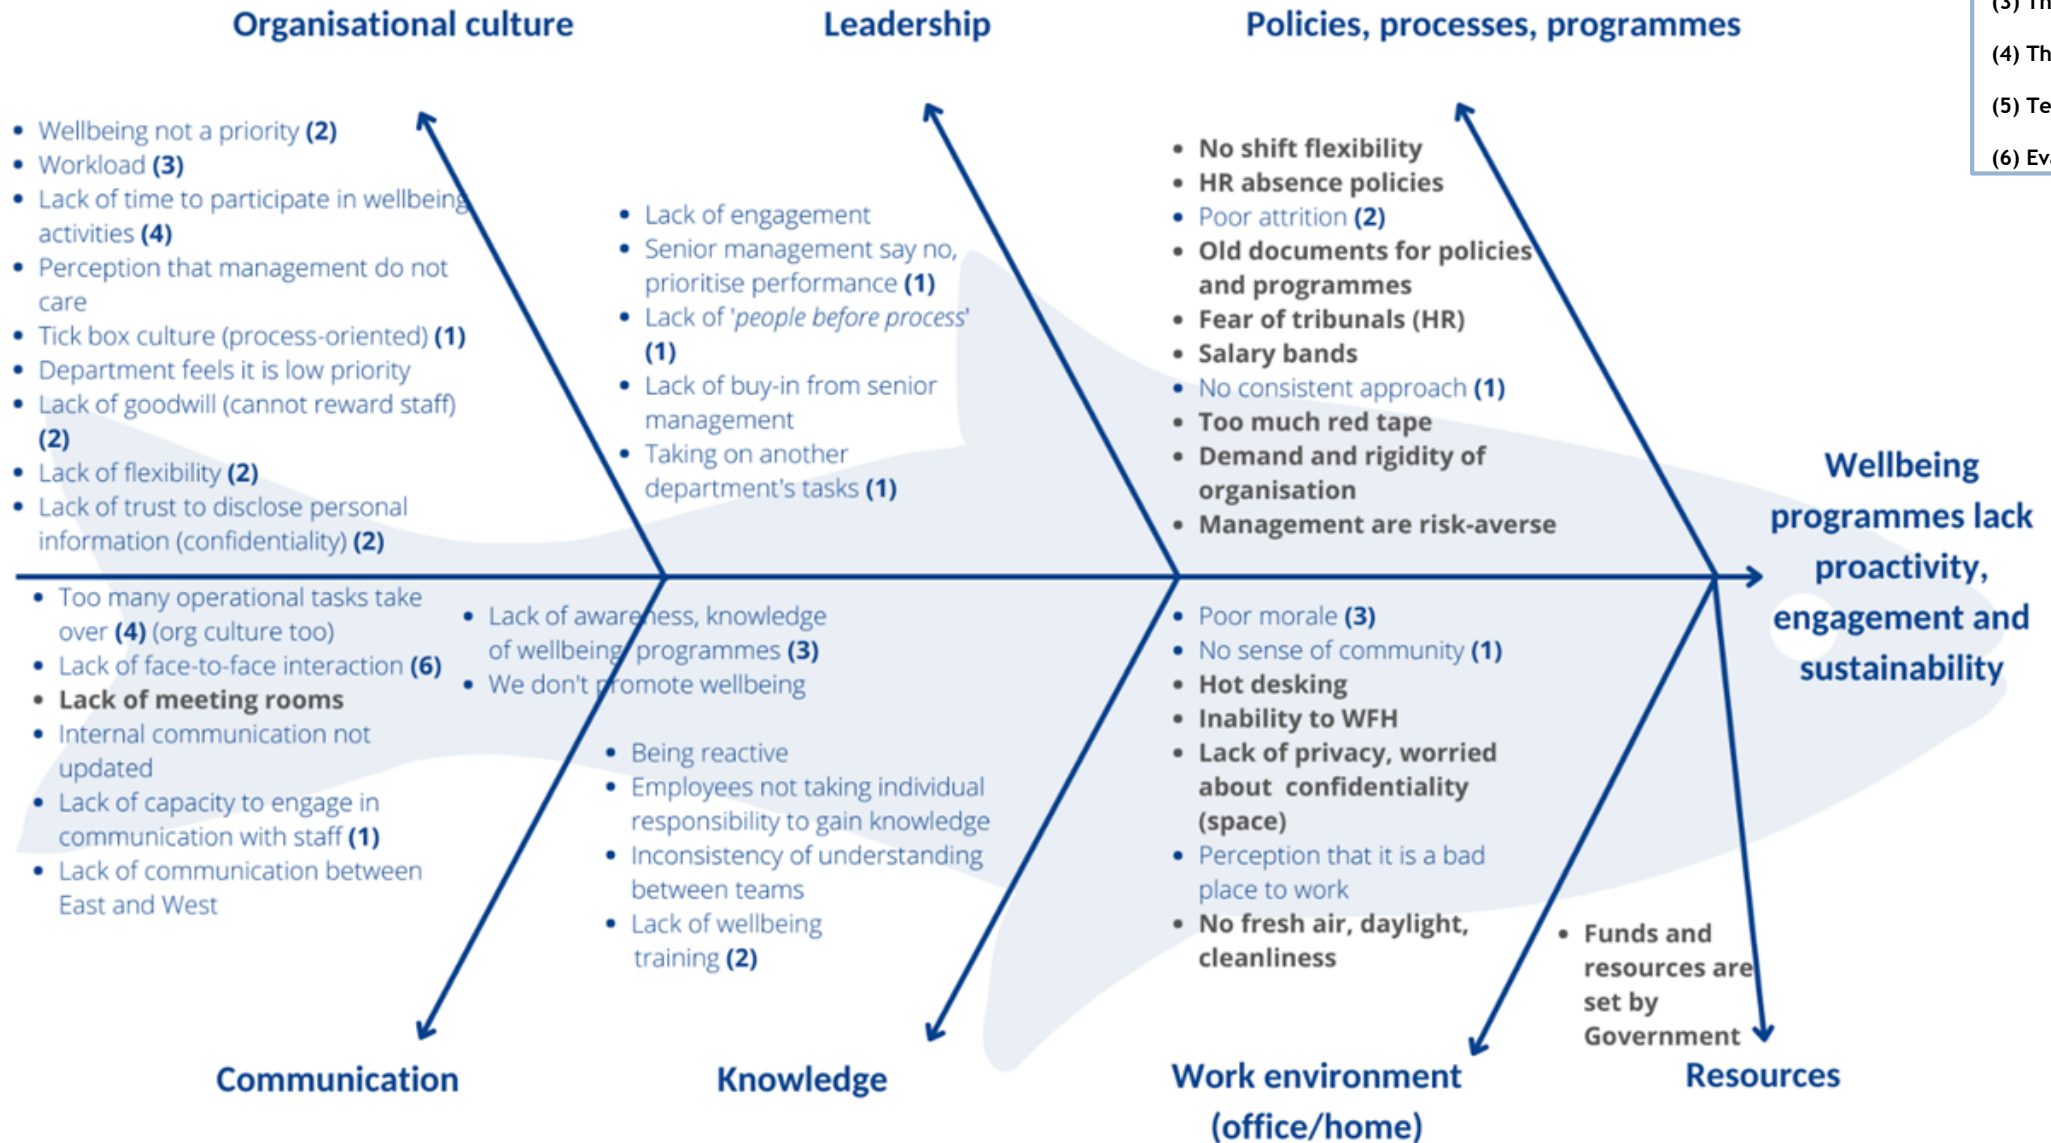 Organisational culture
Leadership
Policies, processes, programmes
(4) Th
(5) Te
(6) Ev
• Wellbeing not a priority (2)
• Workload (3)
• Lack of time to participate in wellbeing
activities (4)
• Perception that management do not
care
• Tick box culture (process-oriented) (1)
• Department feels it is low priority
• Lack of goodwill (cannot reward staff)
(2)
• Lack of flexibility (2)
• Lack of trust to disclose personal
information (confidentiality) (2)
• Lack of engagement
• Senior management say no,
prioritise performance (1)
• Lack of 'people before process'
(1)
• Lack of buy-in from senior
management
• Taking on another
department's tasks (1)
• No shift flexibility
• HR absence policies
• Poor attrition (2)
• Old documents for policies
and programmes
• Fear of tribunals (HR)
• Salary bands
• No consistent approach (1)
• Too much red tape
• Demand and rigidity of
organisation
• Management are risk-averse
Wellbeing
programmes lack
proactivity,
engagement and
sustainability
• Too many operational tasks take
over (4) (org culture too)
• Lack of face-to-face interaction (6)
• Lack of meeting rooms
• Internal communication not
updated
• Lack of capacity to engage in
communication with staff (1)
• Lack of communication between
East and West
• Lack of awareness, knowledge
of wellbeing programmes (3)
• We don't promote wellbeing
• Being reactive
• Employees not taking individual
responsibility to gain knowledge
• Inconsistency of understanding
between teams
• Lack of wellbeing
training (2)
• Poor morale (3)
• No sense of community (1)
• Hot desking
• Inability to WFH
• Lack of privacy, worried
about confidentiality
(space)
• Perception that it is a bad
place to work
• No fresh air, daylight,
cleanliness
• Funds and
resources are
set by
Government
Communication
Knowledge
Work environment
(office/home)
Resources